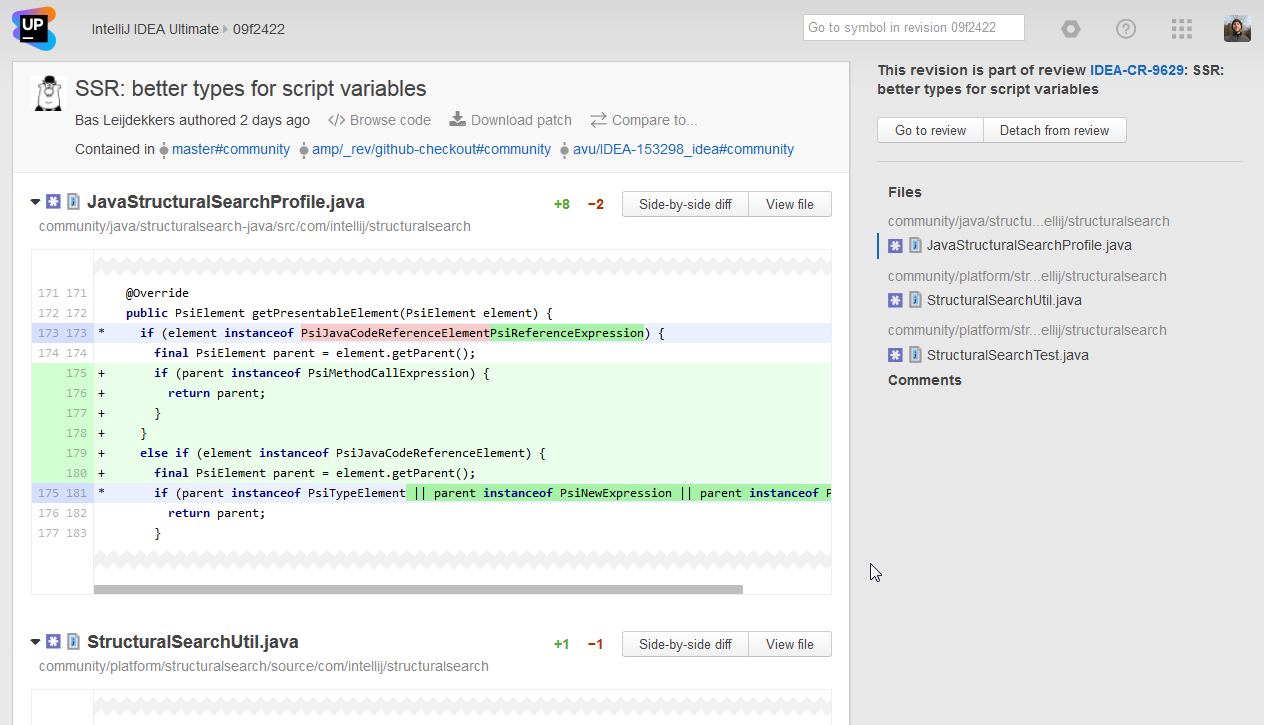 UP
IntelliJ IDEA Ultimate 09f2422
Go to symbol in revision 09f2422
SSR: better types for script variables
Bas Leijdekkers authored 2 days ago </> Browse code Download patch Compare to...
Contained in master#community amp/_rev/github-checkout#community avu/IDEA-153298_idea#community
JavaStructuralSearchProfile.java +8 −2 Side-by-side diff View file
community/java/structuralsearch-java/src/com/intellij/structuralsearch
171 171 @Override
172 172 public PsiElement getPresentableElement(PsiElement element) {
173 173 * if (element instanceof PsiJavaCodeReferenceElementPsiReferenceExpression) {
174 174 final PsiElement parent = element.getParent();
175 + if (parent instanceof PsiMethodCallExpression) {
176 + return parent;
177 + }
178 + }
179 + else if (element instanceof PsiJavaCodeReferenceElement) {
180 + final PsiElement parent = element.getParent();
175 181 * if (parent instanceof PsiTypeElement || parent instanceof PsiNewExpression || parent instanceof P
176 182 return parent;
177 183 }
StructuralSearchUtil.java +1 −1 Side-by-side diff View file
community/platform/structuralsearch/source/com/intellij/structuralsearch
This revision is part of review IDEA-CR-9629: SSR:
better types for script variables
Go to review Detach from review
Files
community/java/structu...ellij/structuralsearch
JavaStructuralSearchProfile.java
community/platform/str...ellij/structuralsearch
StructuralSearchUtil.java
community/platform/str...ellij/structuralsearch
StructuralSearchTest.java
Comments